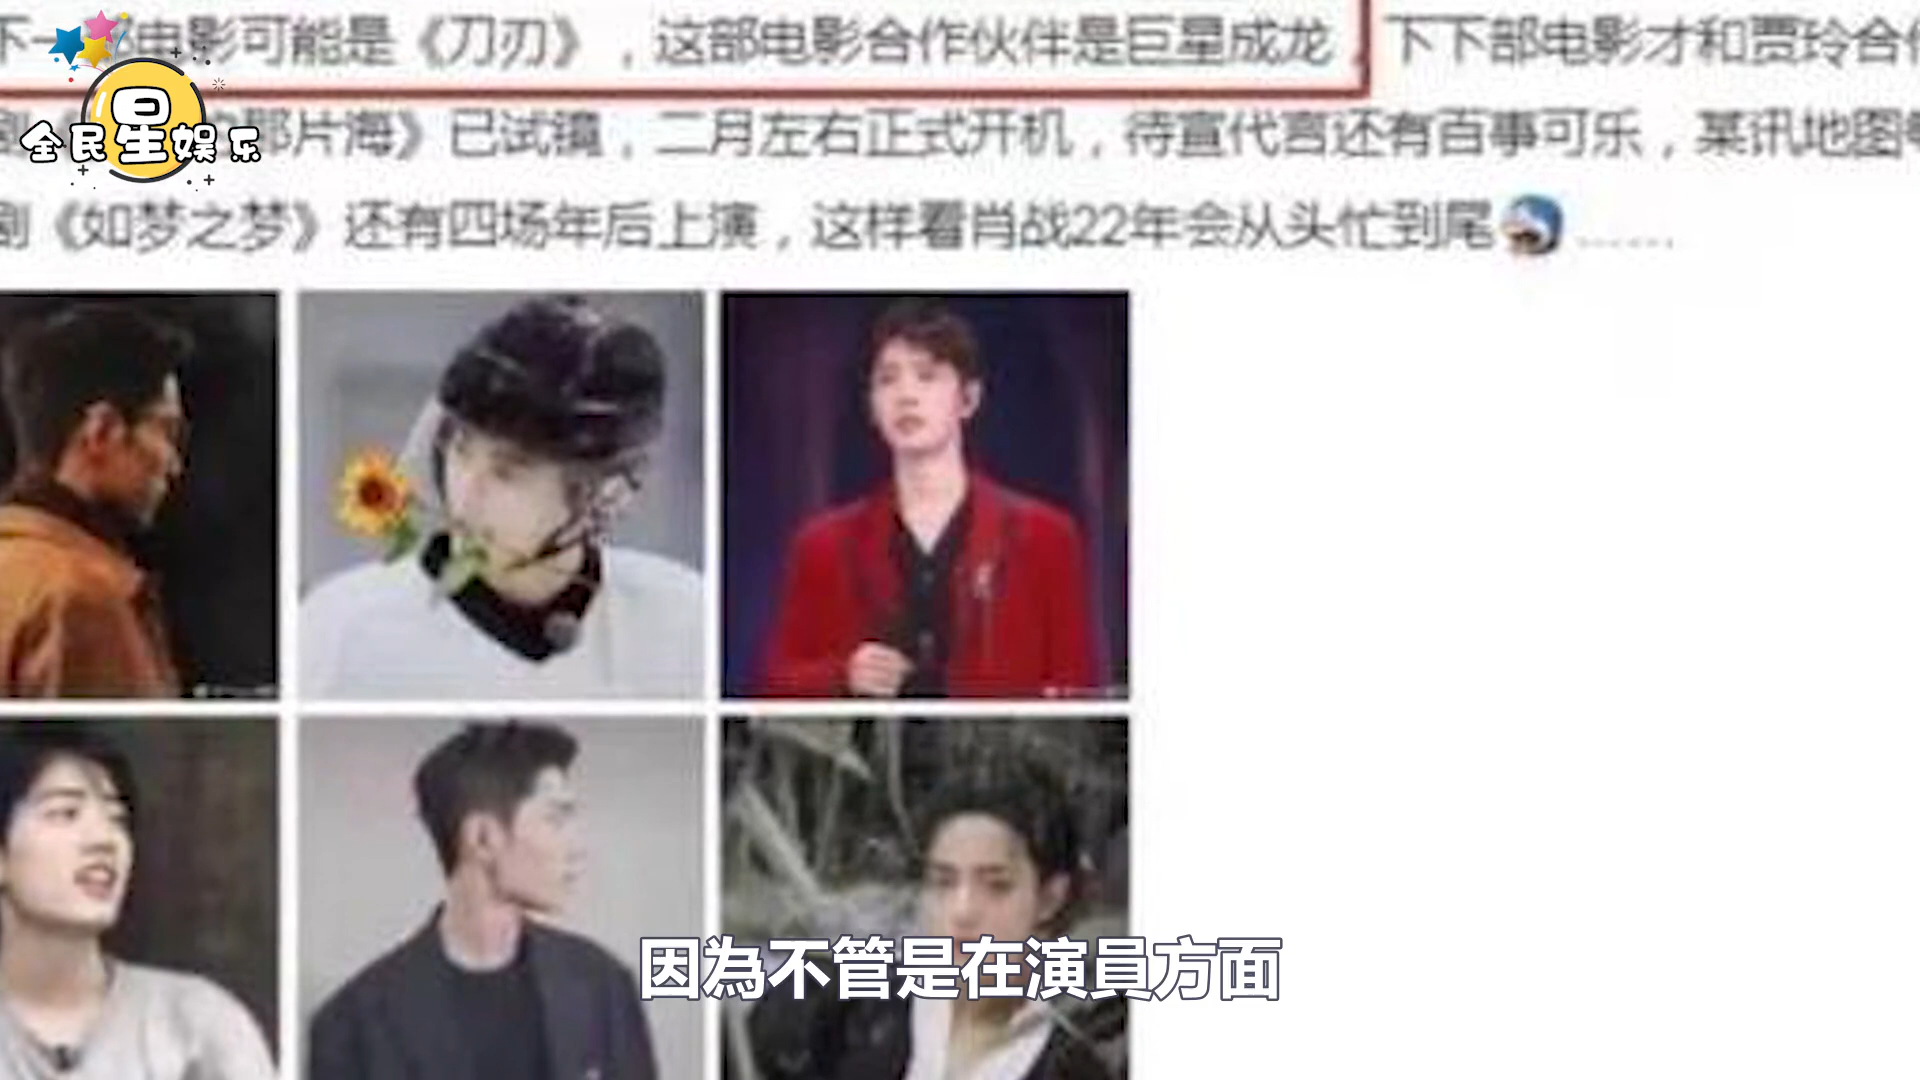 部电影可能是《刀刃》，这部电影合作伙伴是巨星成龙，下下部电影才和贾玲合作
那片海》已试镜，二月左右正式开机，待宣代言还有百事可乐，某讯地图等
剧《如梦之梦》还有四场年后上演，这样看肖战22年会从头忙到尾......
全民星娱乐
因為不管是在演員方面